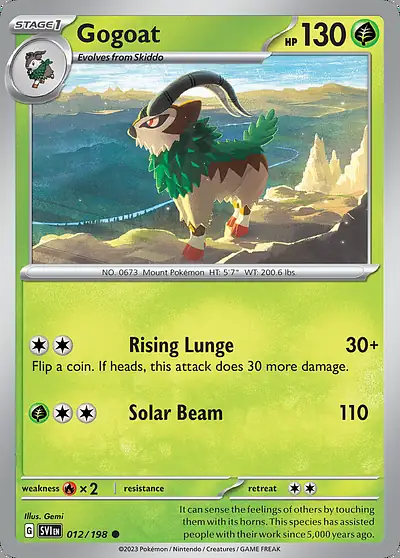 STAGE 1
Gogoat
HP 130
Evolves from Skiddo
NO. 0673 Mount Pokémon HT: 5'7" WT: 200.6 lbs.
Rising Lunge 30+
Flip a coin. If heads, this attack does 30 more damage.
Solar Beam 110
weakness × 2 resistance retreat
Illus. Gemi
G SVI EN 012/198
It can sense the feelings of others by touching
them with its horns. This species has assisted
people with their work since 5,000 years ago.
©2023 Pokémon / Nintendo / Creatures / GAME FREAK